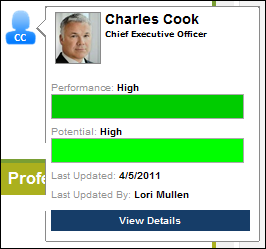 Charles Cook
Chief Executive Officer
CC
Performance: High
Potential: High
Profe
Last Updated: 4/5/2011
Last Updated By: Lori Mullen
View Details